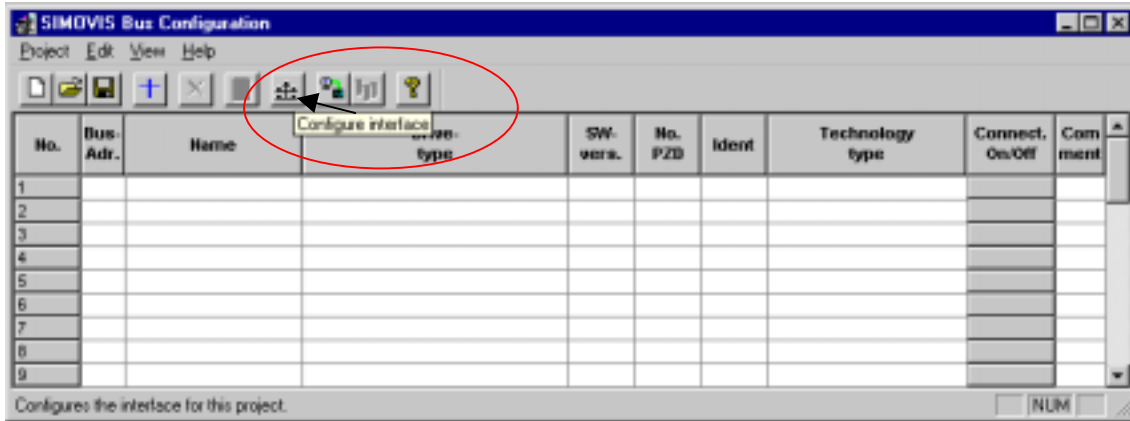 SIMOVIS Bus Configuration
Project Edit View Help
Configure interface
No. Bus-Adr. Name Drive-type SW-vers. No. PZD Ident Technology type Connect. On/Off Comment
1
2
3
4
5
6
7
8
9
Configures the interface for this project.
NUM